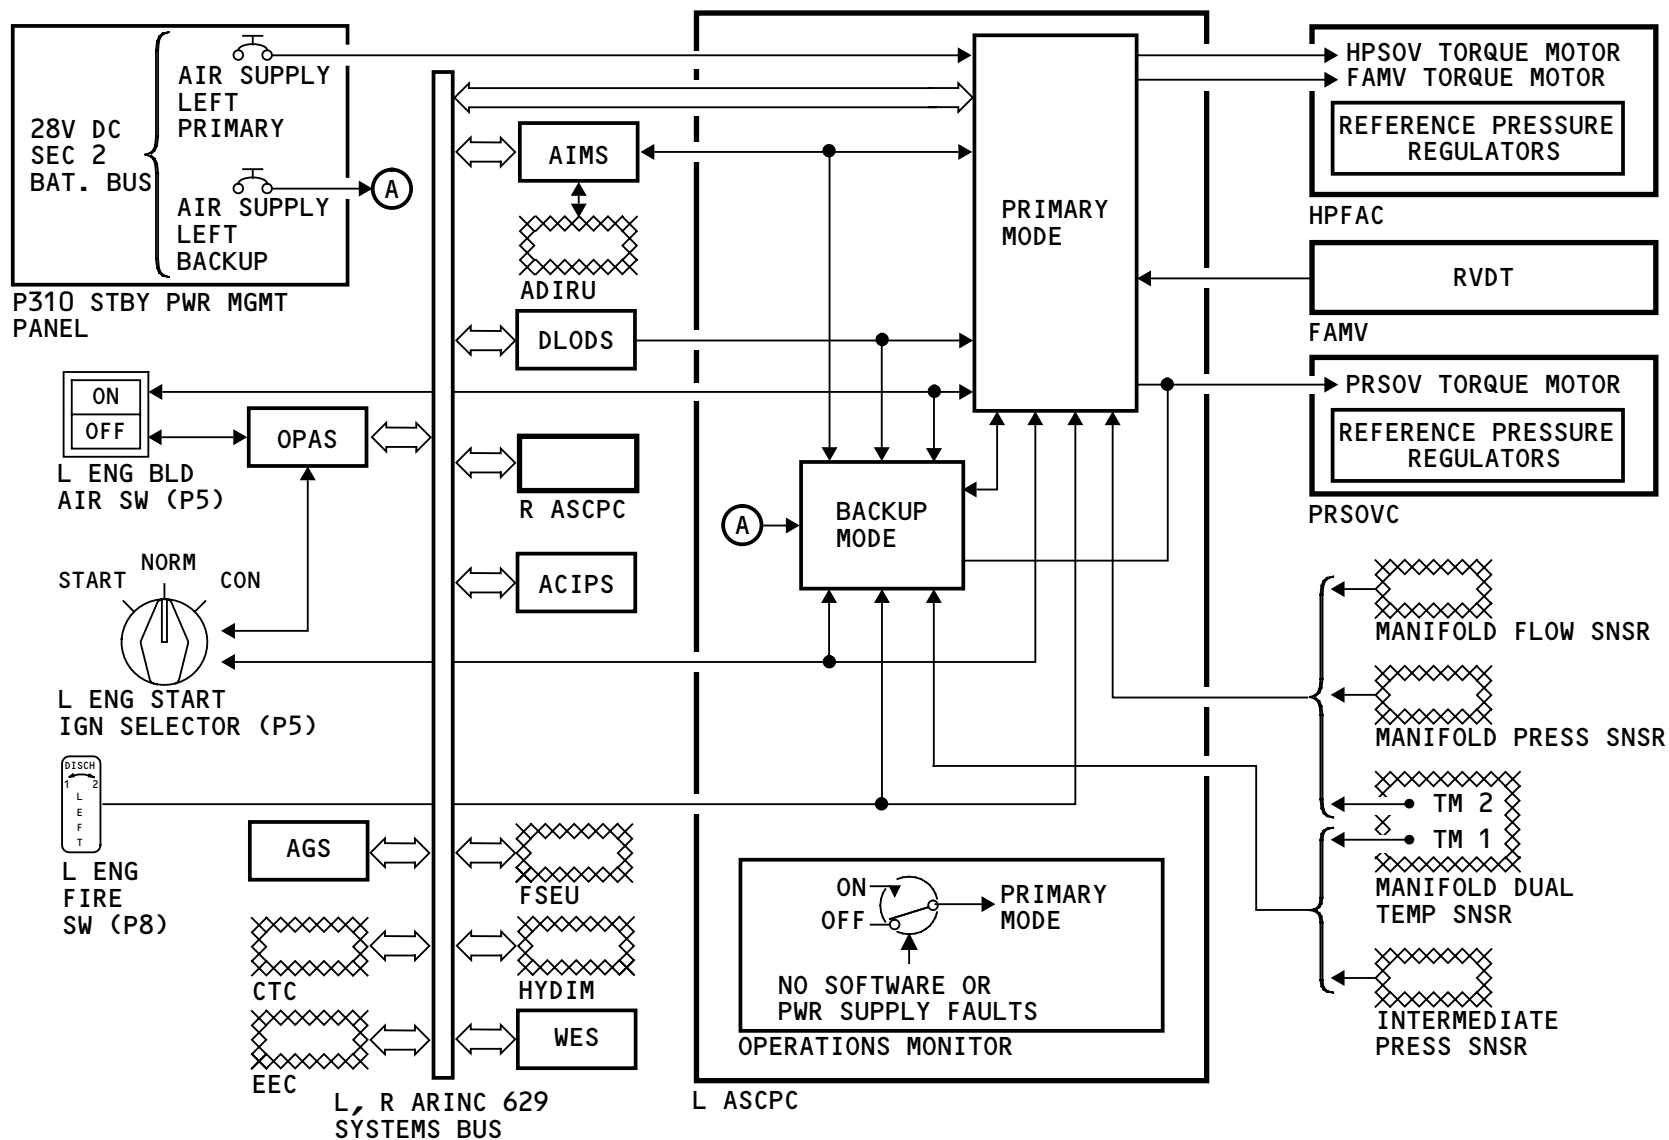 28V DC
SEC 2
BAT. BUS
AIR SUPPLY
LEFT
PRIMARY
AIR SUPPLY
LEFT
BACKUP
A
P310 STBY PWR MGMT
PANEL
ON
OFF
L ENG BLD
AIR SW (P5)
OPAS
START
NORM
CON
L ENG START
IGN SELECTOR (P5)
DISCH
1 2
L
E
F
T
L ENG
FIRE
SW (P8)
AGS
CTC
EEC
L, R ARINC 629
SYSTEMS BUS
AIMS
ADIRU
DLODS
R ASCPC
ACIPS
FSEU
HYDIM
WES
PRIMARY
MODE
A
BACKUP
MODE
ON
OFF
PRIMARY
MODE
NO SOFTWARE OR
PWR SUPPLY FAULTS
OPERATIONS MONITOR
L ASCPC
HPSOV TORQUE MOTOR
FAMV TORQUE MOTOR
REFERENCE PRESSURE
REGULATORS
HPFAC
RVDT
FAMV
PRSOV TORQUE MOTOR
REFERENCE PRESSURE
REGULATORS
PRSOVC
MANIFOLD FLOW SNSR
MANIFOLD PRESS SNSR
TM 2
TM 1
MANIFOLD DUAL
TEMP SNSR
INTERMEDIATE
PRESS SNSR